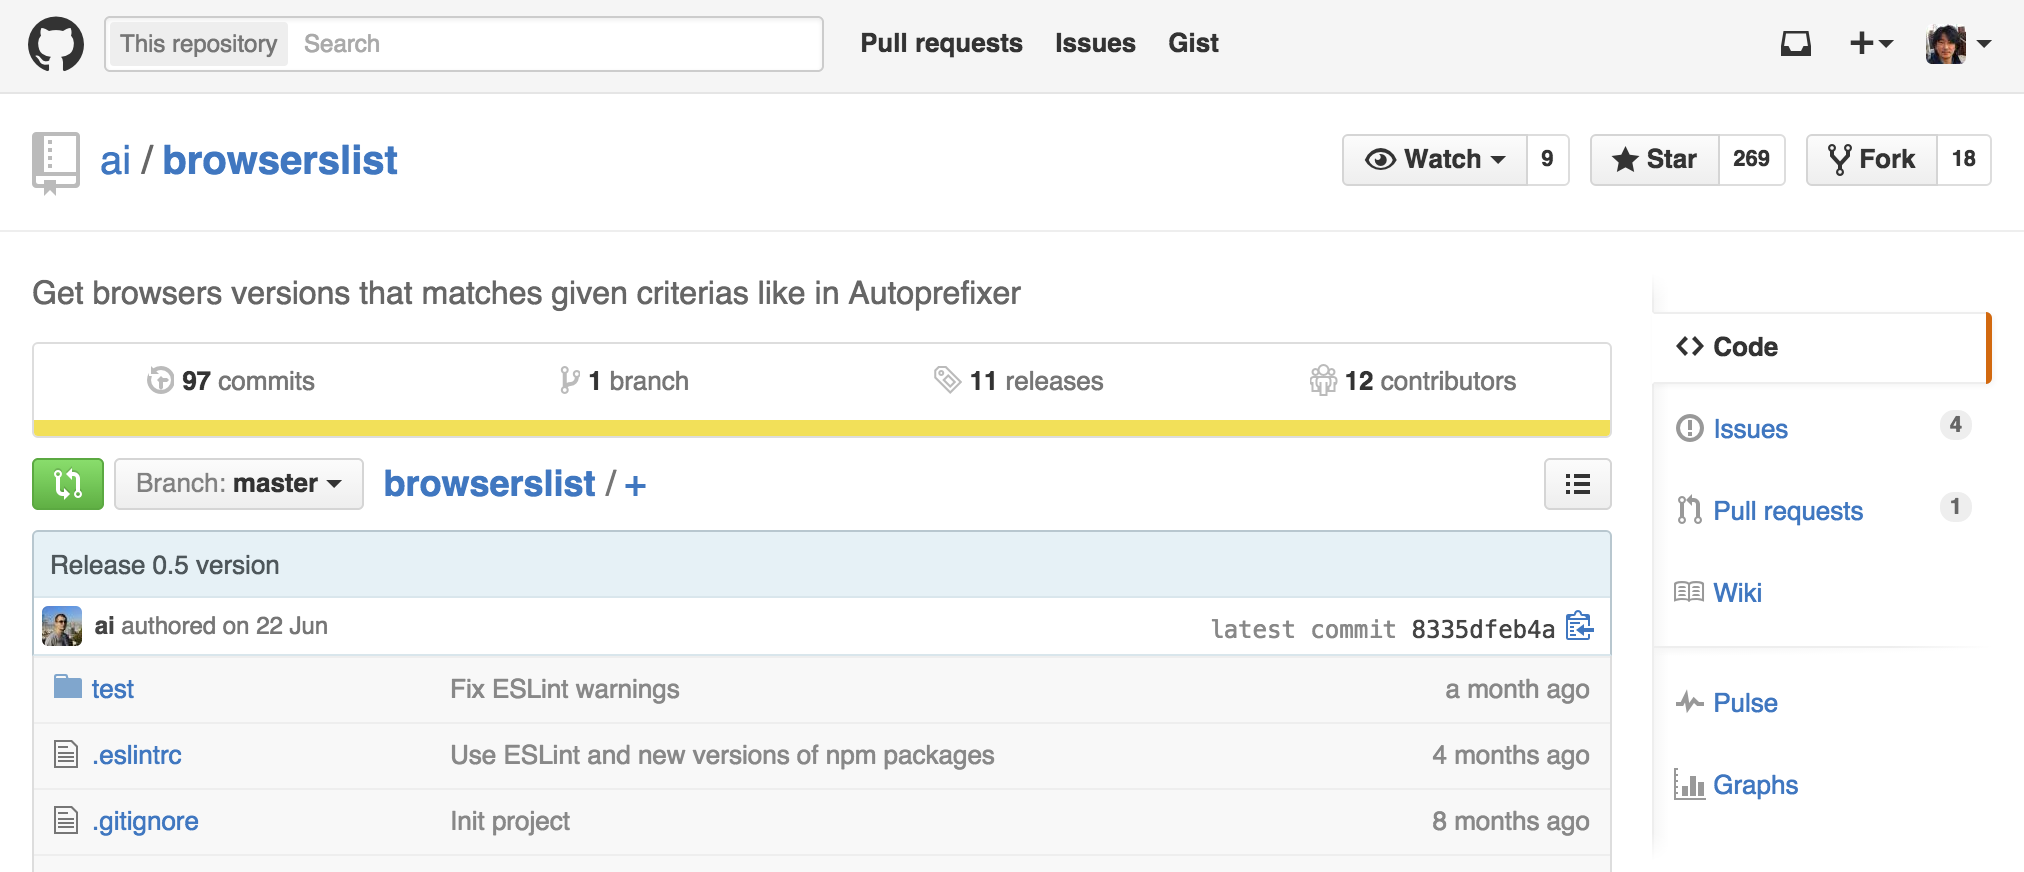 This repository Search Pull requests Issues Gist
ai / browserslist Watch 9 Star 269 Fork 18
Get browsers versions that matches given criterias like in Autoprefixer
97 commits 1 branch 11 releases 12 contributors
Branch: master browserslist / +
Release 0.5 version
ai authored on 22 Jun latest commit 8335dfeb4a
test Fix ESLint warnings a month ago
.eslintrc Use ESLint and new versions of npm packages 4 months ago
.gitignore Init project 8 months ago
Code
Issues 4
Pull requests 1
Wiki
Pulse
Graphs